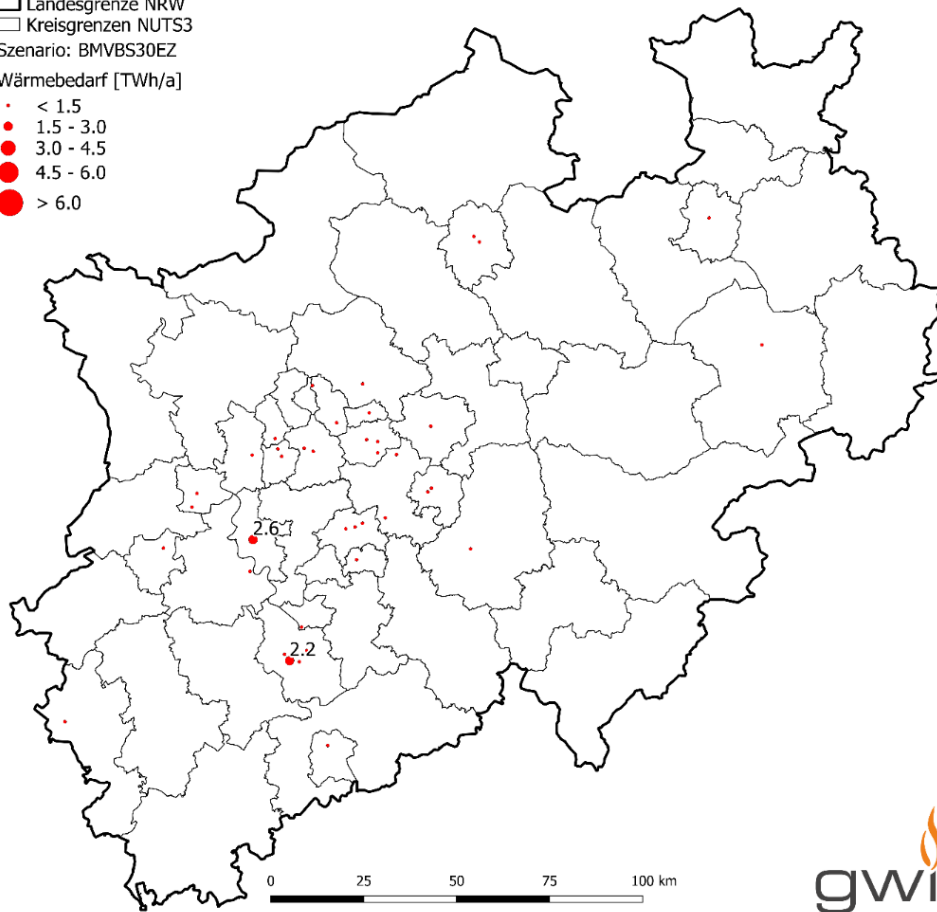 Landesgrenze NRW
Kreisgrenzen NUTS3
Szenario: BMVBS30EZ
Wärmebedarf [TWh/a]
< 1.5
1.5 - 3.0
3.0 - 4.5
4.5 - 6.0
> 6.0
2.6
2.2
0 25 50 75 100 km
gwi